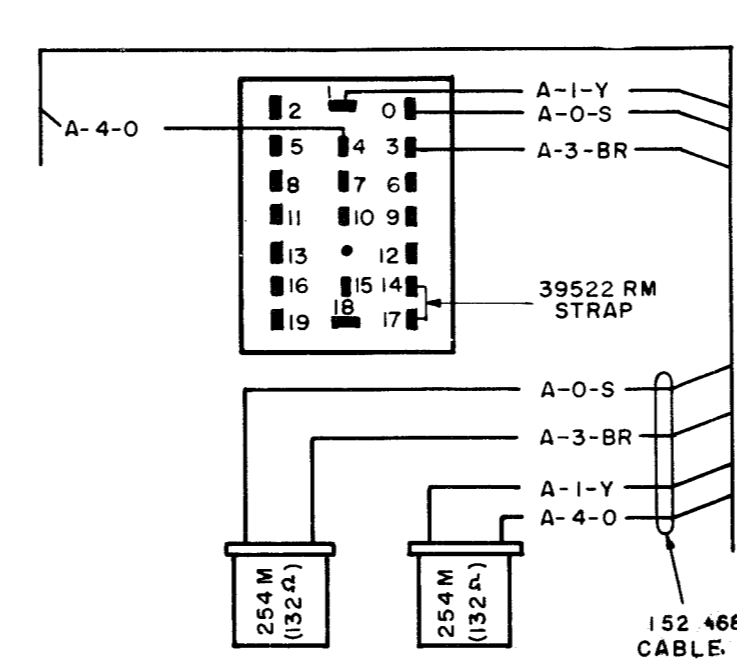 A-1-Y
A-0-S
A-4-0
A-3-BR
1
2 0
5 4 3
8 7 6
11 10 9
13 12
16 15 14
18
19 17
39522 RM
STRAP
A-0-S
A-3-BR
A-1-Y
A-4-0
254 M
(132Ω)
254 M
(132Ω)
152 468
CABLE.